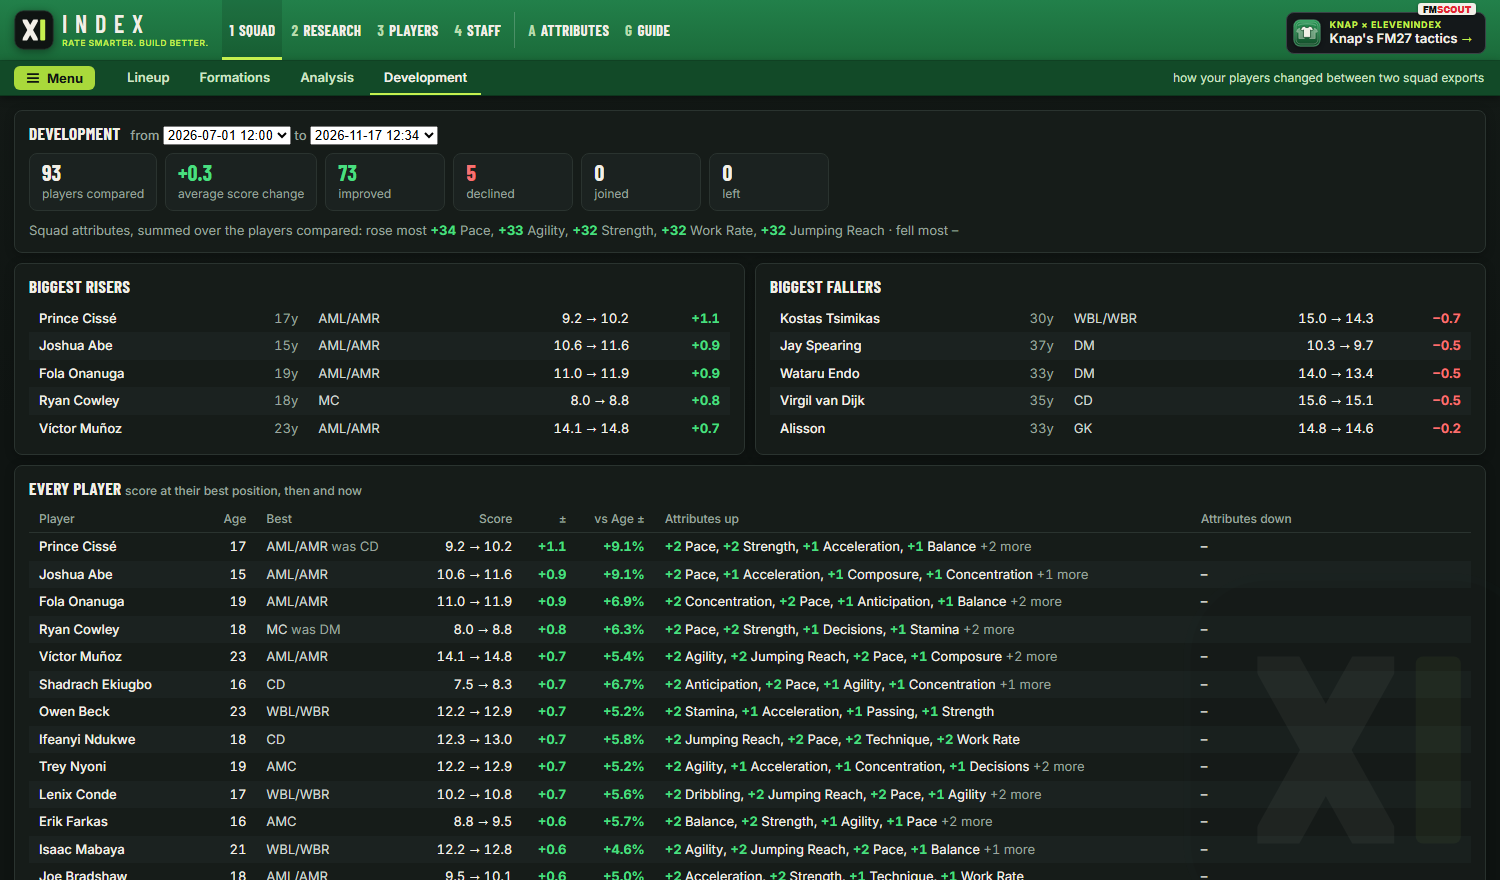 XI INDEX
RATE SMARTER. BUILD BETTER.
1 SQUAD 2 RESEARCH 3 PLAYERS 4 STAFF A ATTRIBUTES G GUIDE
FMSCOUT
KNAP × ELEVENINDEX
Knap's FM27 tactics →
Menu Lineup Formations Analysis Development how your players changed between two squad exports
DEVELOPMENT from 2026-07-01 12:00 to 2026-11-17 12:34
93 +0.3 73 5 0 0
players compared average score change improved declined joined left
Squad attributes, summed over the players compared: rose most +34 Pace, +33 Agility, +32 Strength, +32 Work Rate, +32 Jumping Reach · fell most –
BIGGEST RISERS
Prince Cissé 17y AML/AMR 9.2 → 10.2 +1.1
Joshua Abe 15y AML/AMR 10.6 → 11.6 +0.9
Fola Onanuga 19y AML/AMR 11.0 → 11.9 +0.9
Ryan Cowley 18y MC 8.0 → 8.8 +0.8
Víctor Muñoz 23y AML/AMR 14.1 → 14.8 +0.7
BIGGEST FALLERS
Kostas Tsimikas 30y WBL/WBR 15.0 → 14.3 −0.7
Jay Spearing 37y DM 10.3 → 9.7 −0.5
Wataru Endo 33y DM 14.0 → 13.4 −0.5
Virgil van Dijk 35y CD 15.6 → 15.1 −0.5
Alisson 33y GK 14.8 → 14.6 −0.2
EVERY PLAYER score at their best position, then and now
Player Age Best Score ± vs Age ± Attributes up Attributes down
Prince Cissé 17 AML/AMR was CD 9.2 → 10.2 +1.1 +9.1% +2 Pace, +2 Strength, +1 Acceleration, +1 Balance +2 more –
Joshua Abe 15 AML/AMR 10.6 → 11.6 +0.9 +9.1% +2 Pace, +1 Acceleration, +1 Composure, +1 Concentration +1 more –
Fola Onanuga 19 AML/AMR 11.0 → 11.9 +0.9 +6.9% +2 Concentration, +2 Pace, +1 Anticipation, +1 Balance +2 more –
Ryan Cowley 18 MC was DM 8.0 → 8.8 +0.8 +6.3% +2 Pace, +2 Strength, +1 Decisions, +1 Stamina +2 more –
Víctor Muñoz 23 AML/AMR 14.1 → 14.8 +0.7 +5.4% +2 Agility, +2 Jumping Reach, +2 Pace, +1 Composure +2 more –
Shadrach Ekiugbo 16 CD 7.5 → 8.3 +0.7 +6.7% +2 Anticipation, +2 Pace, +1 Agility, +1 Concentration +1 more –
Owen Beck 23 WBL/WBR 12.2 → 12.9 +0.7 +5.2% +2 Stamina, +1 Acceleration, +1 Passing, +1 Strength –
Ifeanyi Ndukwe 18 CD 12.3 → 13.0 +0.7 +5.8% +2 Jumping Reach, +2 Pace, +2 Technique, +2 Work Rate –
Trey Nyoni 19 AMC 12.2 → 12.9 +0.7 +5.2% +2 Agility, +1 Acceleration, +1 Concentration, +1 Decisions +2 more –
Lenix Conde 17 WBL/WBR 10.2 → 10.8 +0.7 +5.6% +2 Dribbling, +2 Jumping Reach, +2 Pace, +1 Agility +2 more –
Erik Farkas 16 AMC 8.8 → 9.5 +0.6 +5.7% +2 Balance, +2 Strength, +1 Agility, +1 Pace +2 more –
Isaac Mabaya 21 WBL/WBR 12.2 → 12.8 +0.6 +4.6% +2 Agility, +2 Jumping Reach, +2 Pace, +1 Balance +1 more –
Joe Bradshaw 18 AML/AMR 9.5 → 10.1 +0.6 +5.0% +2 Acceleration, +2 Strength, +1 Technique, +1 Work Rate
XI